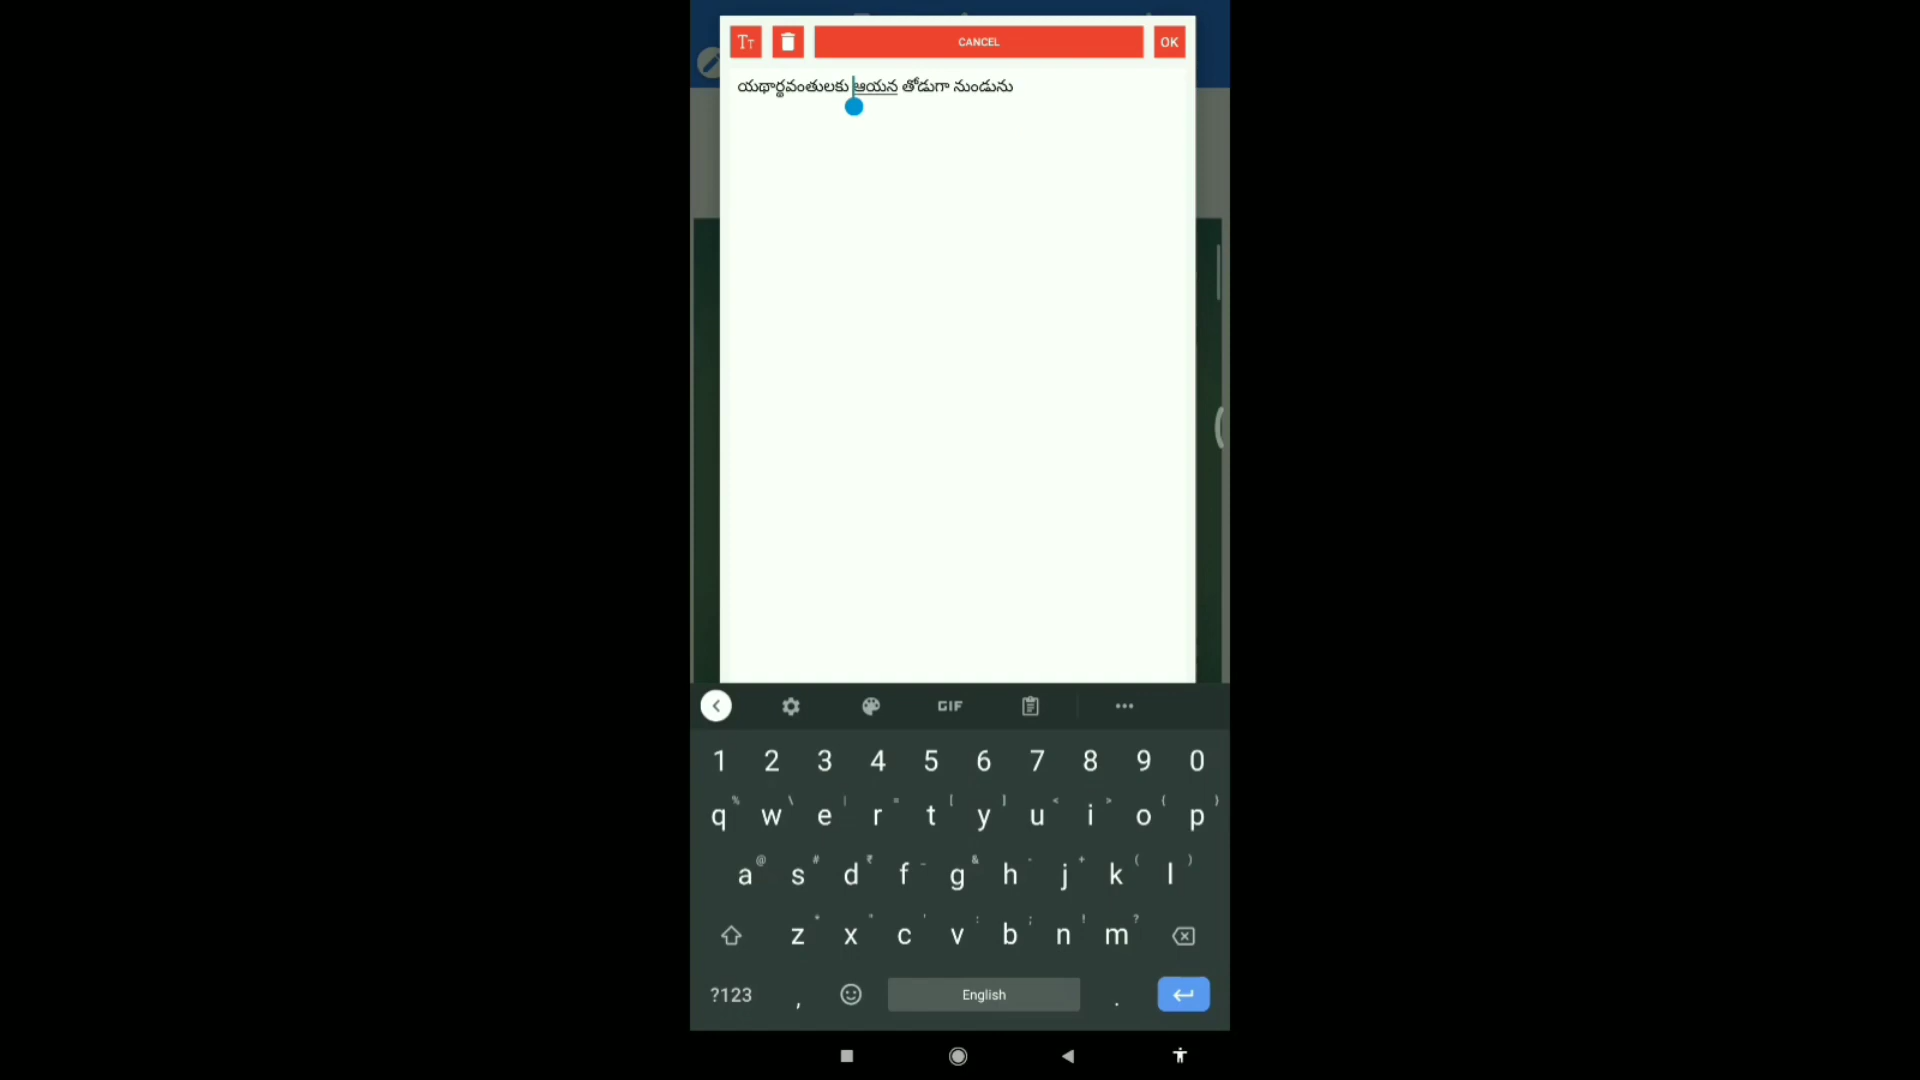 CANCEL OK
యథార్థవంతులకు ఆయన తోడుగా నుండును
GIF
1 2 3 4 5 6 7 8 9 0
% \ | = [ ] < > { }
q w e r t y u i o p
@ # ₹ _ & - + ( )
a s d f g h j k l
* " ' : ; ! ?
z x c v b n m
?123 , English .